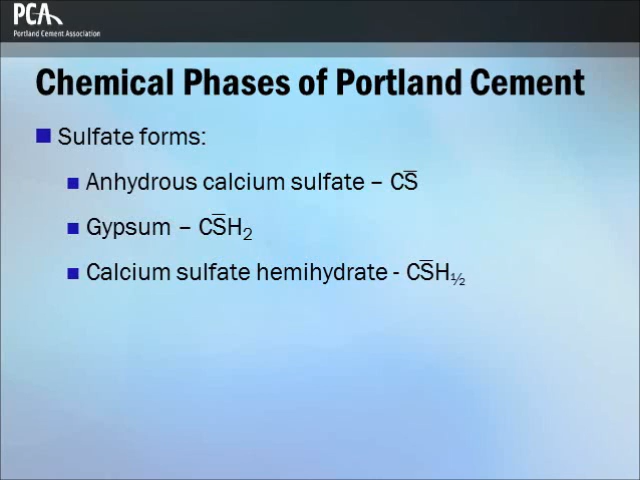 PCA
Portland Cement Association
Chemical Phases of Portland Cement
■ Sulfate forms:
■ Anhydrous calcium sulfate – CS̅
■ Gypsum – CS̅H₂
■ Calcium sulfate hemihydrate - CS̅H½